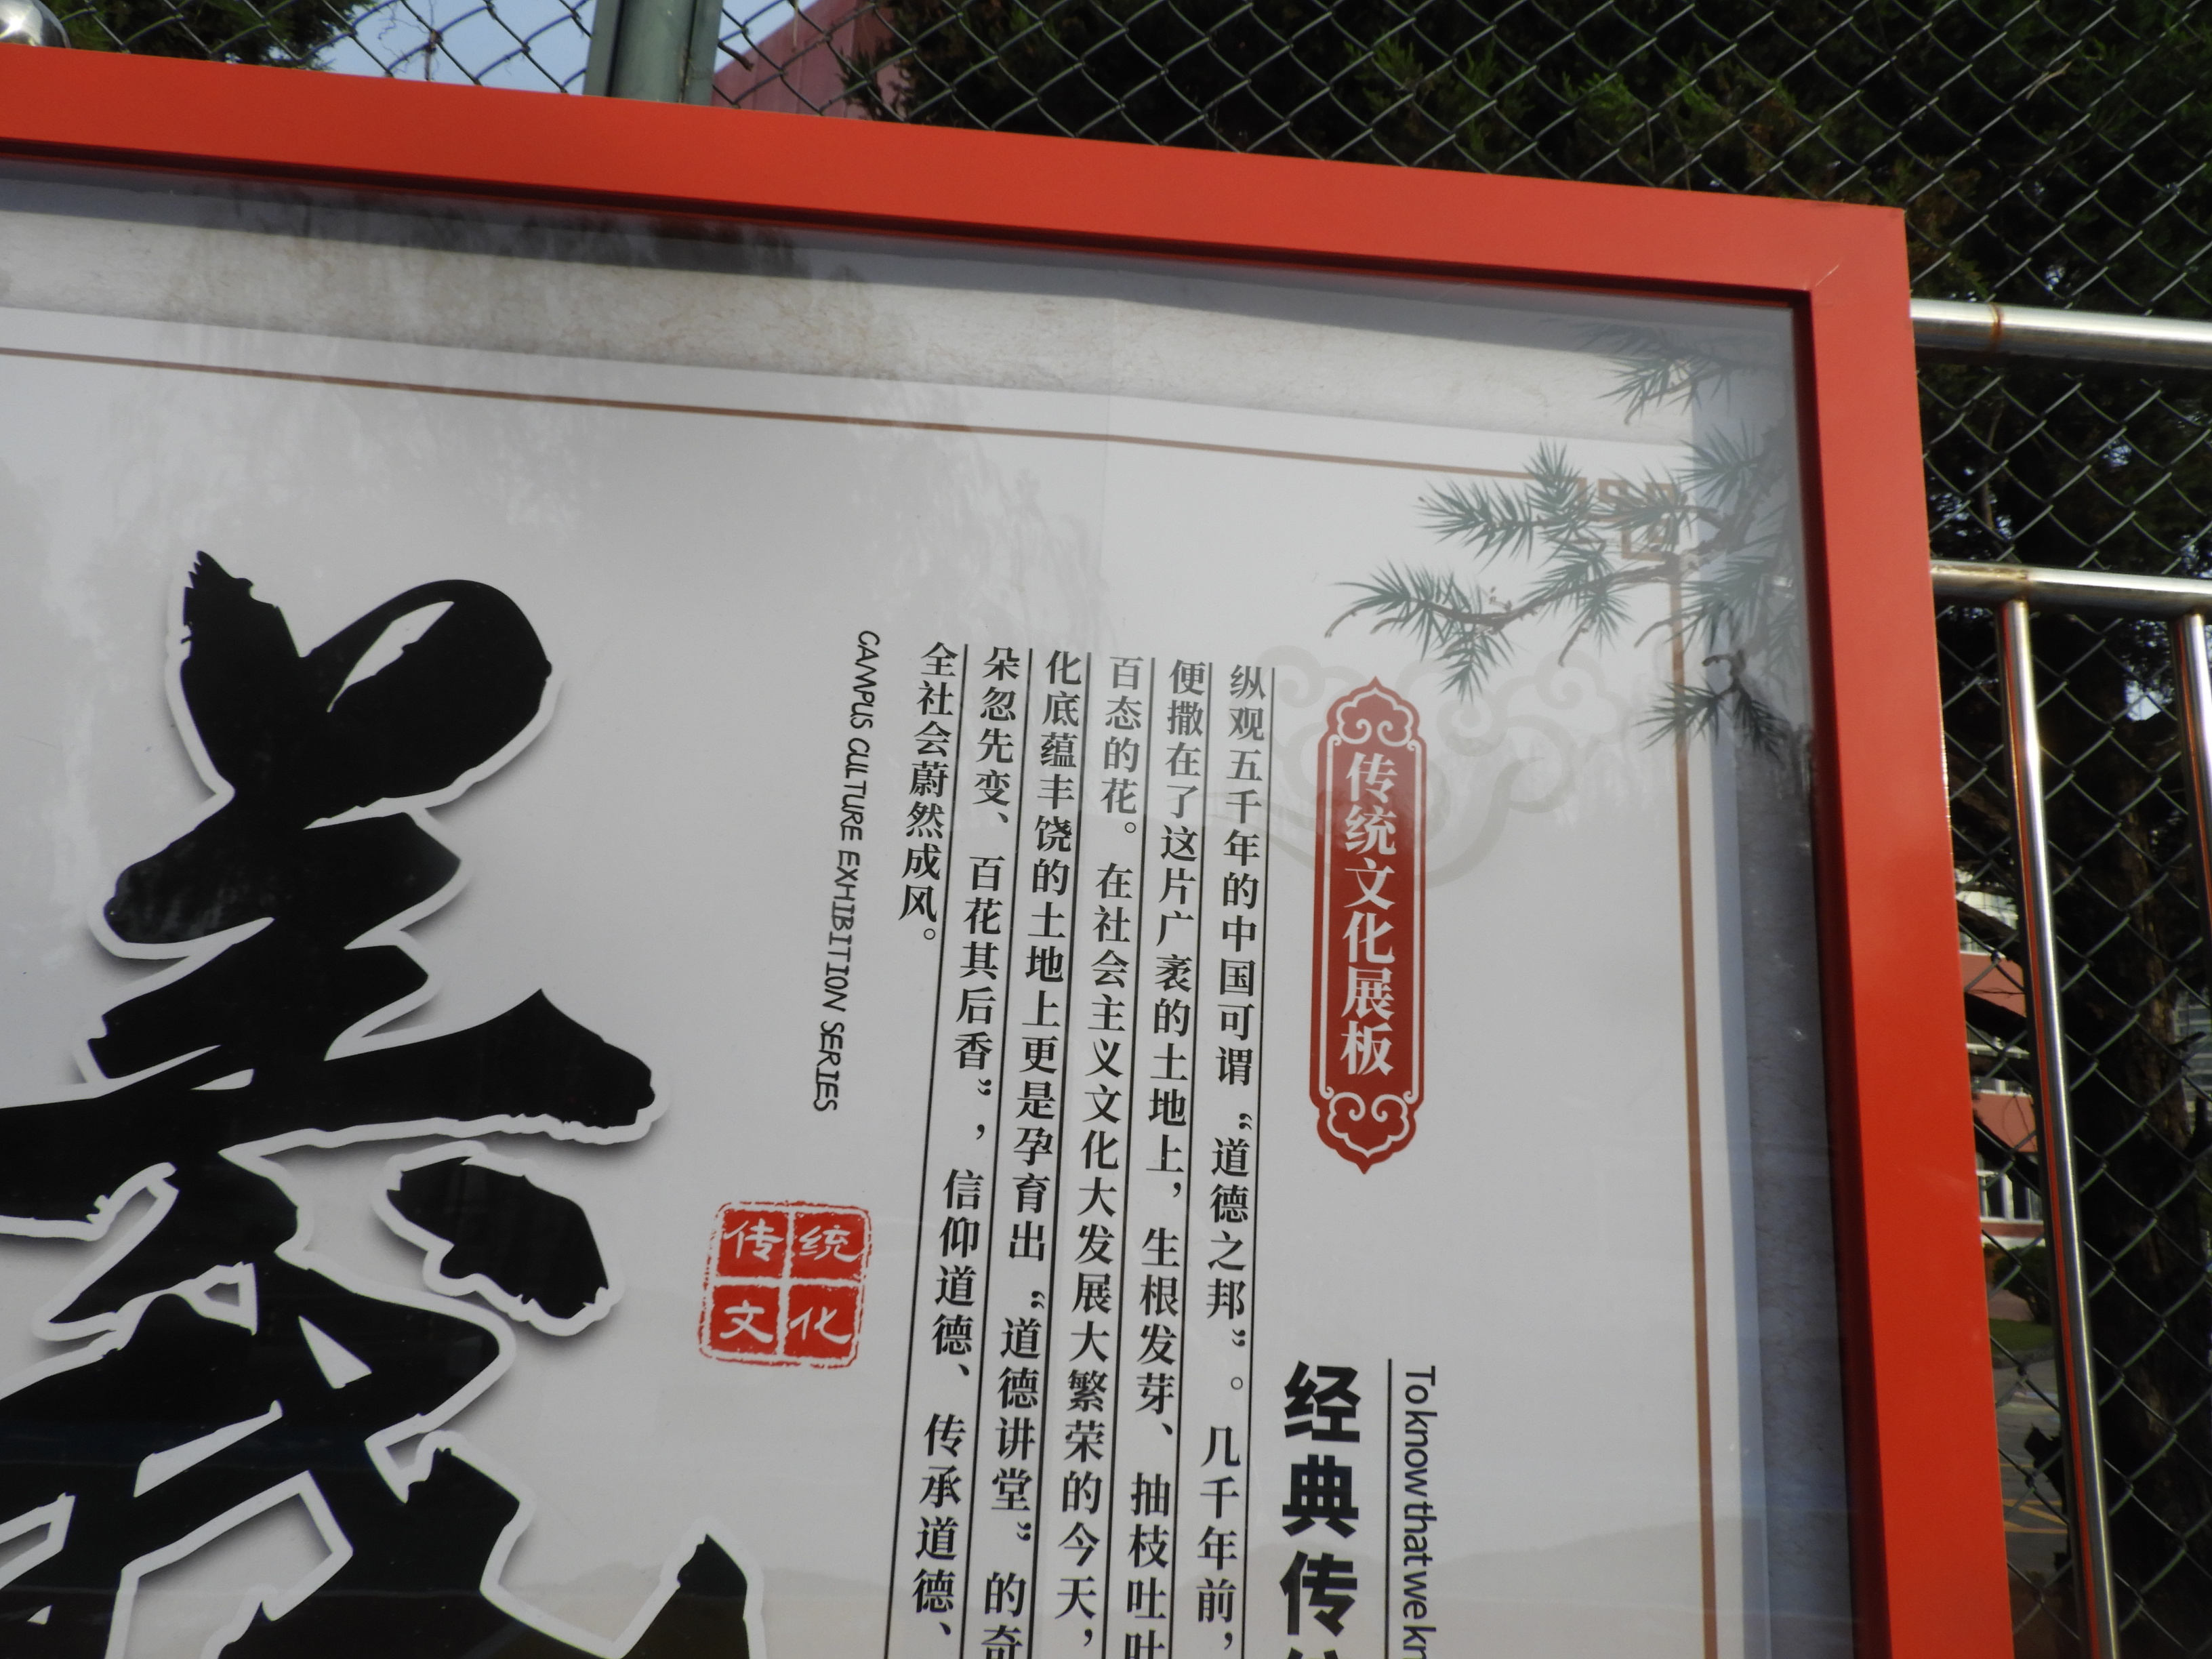 传统文化展板
To know that we kn
经典传
纵观五千年的中国可谓“道德之邦”。几千年前，
便撒在了这片广袤的土地上，生根发芽、抽枝吐
百态的花。在社会主义文化大发展大繁荣的今天，
化底蕴丰饶的土地上更是孕育出“道德讲堂”的奇
朵忽先变、百花其后香”，信仰道德、传承道德、
全社会蔚然成风。
CAMPUS CULTURE EXHIBITION SERIES
传统
文化
義